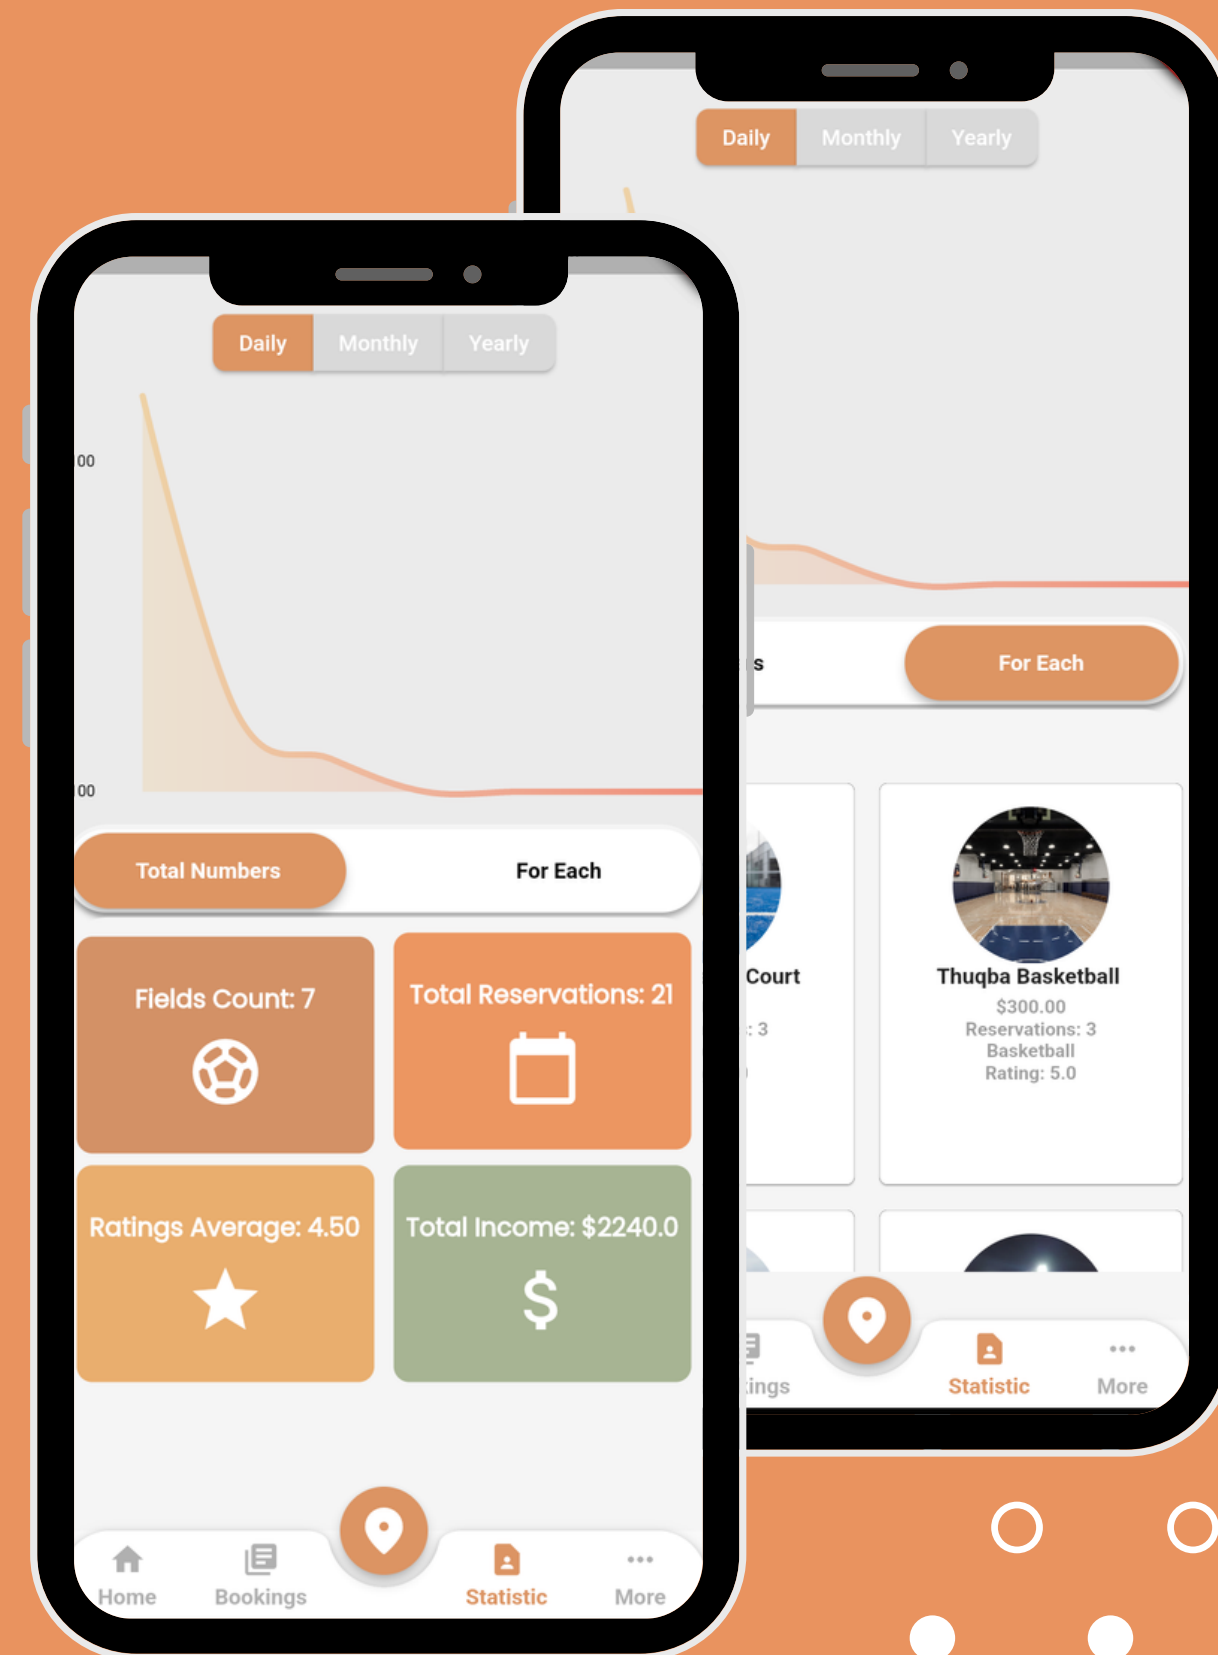 Daily Monthly Yearly
For Each
Court
Thuqba Basketball
$300.00
: 3
Reservations: 3
Basketball
Rating: 5.0
ings
Statistic
More
Daily Monthly Yearly
00
00
Total Numbers
For Each
Fields Count: 7
Total Reservations: 21
Ratings Average: 4.50
Total Income: $2240.0
$
Home
Bookings
Statistic
More